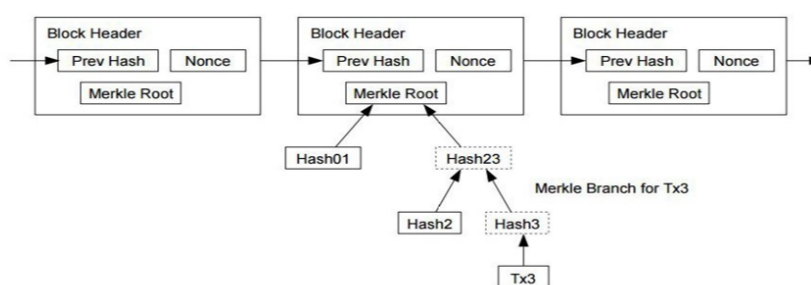 Block Header
Block Header
Block Header
Prev Hash
Nonce
Prev Hash
Nonce
Prev Hash
Nonce
Merkle Root
Merkle Root
Merkle Root
Hash01
Hash23
Merkle Branch for Tx3
Hash2
Hash3
Tx3